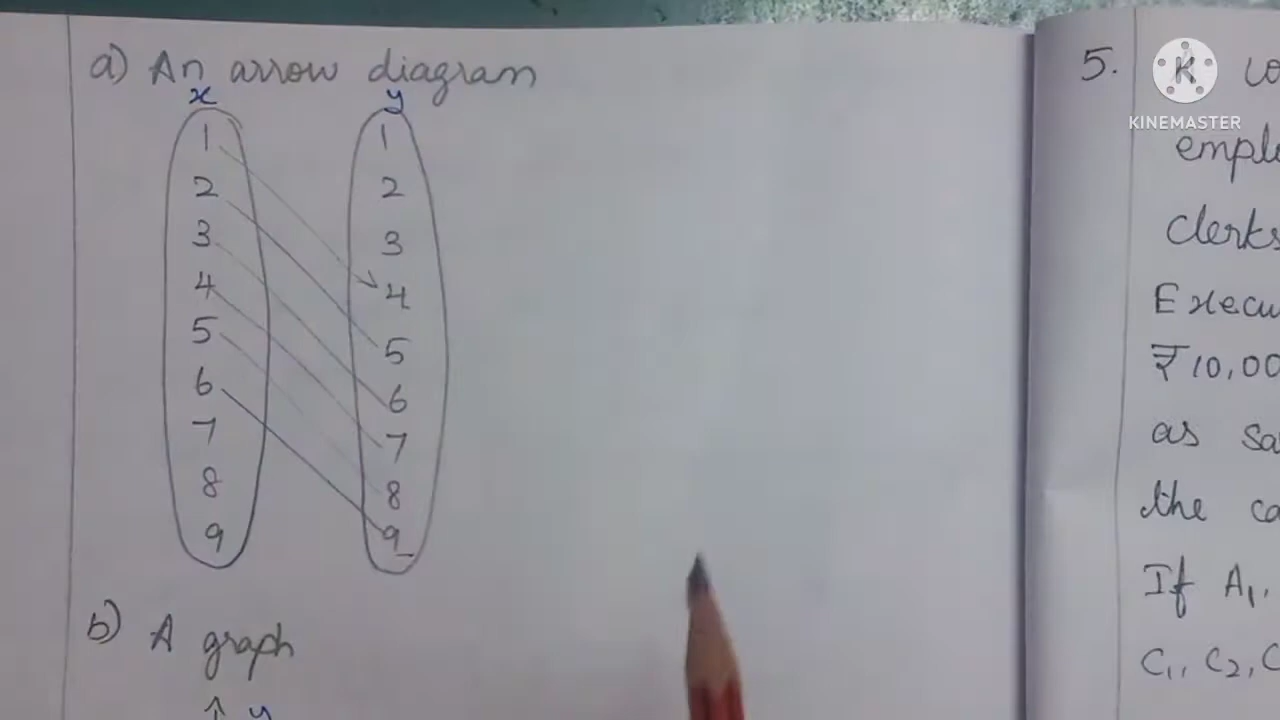 a) An arrow diagram
x y
1 1
2 2
3 3
4 4
5 5
6 6
7 7
8 8
9 9
b) A graph
y
5.
KINEMASTER
clerks
₹10,00
as
the
If A1,
C1, C2, C